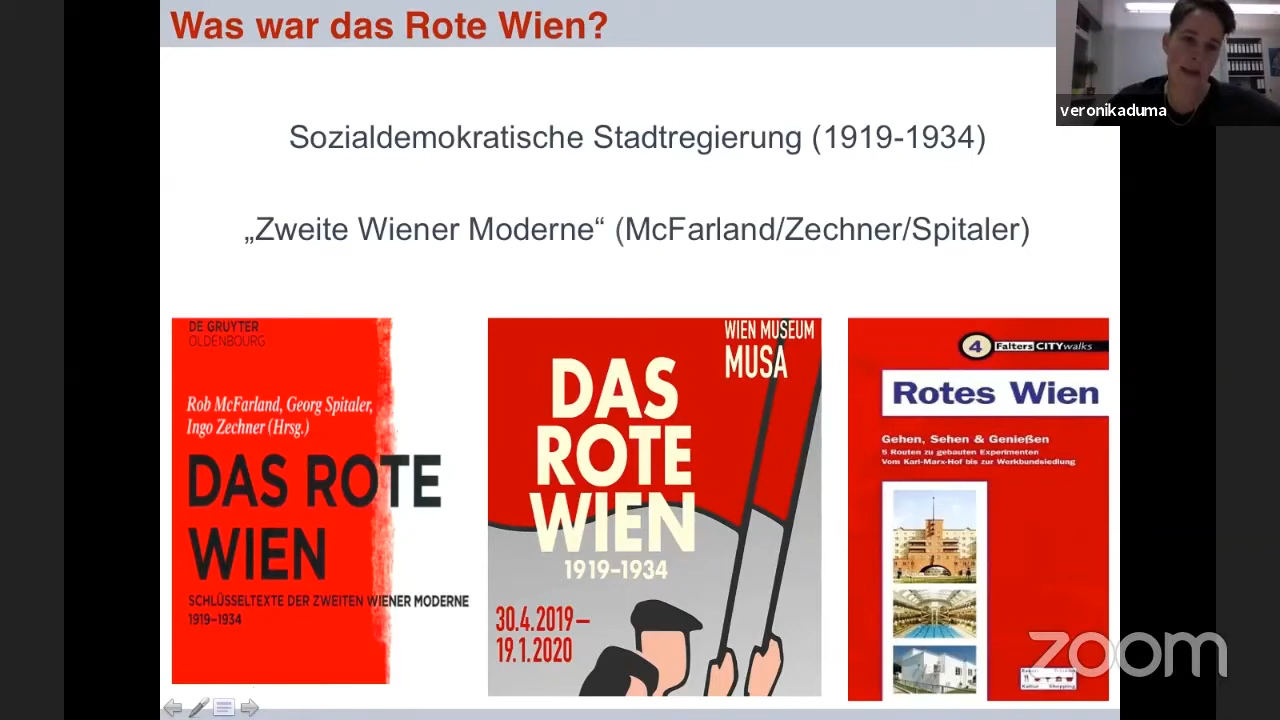 Was war das Rote Wien?
veronikaduma
Sozialdemokratische Stadtregierung (1919-1934)
„Zweite Wiener Moderne“ (McFarland/Zechner/Spitaler)
DE GRUYTER
OLDENBOURG
Rob McFarland, Georg Spitaler,
Ingo Zechner (Hrsg.)
DAS ROTE
WIEN
SCHLÜSSELTEXTE DER ZWEITEN WIENER MODERNE
1919–1934
WIEN MUSEUM
MUSA
DAS
ROTE
WIEN
1919–1934
30.4.2019–
19.1.2020
4 Falters CITYwalks
Rotes Wien
Gehen, Sehen & Genießen
5 Routen zu gebauten Experimenten
Vom Karl-Marx-Hof bis zur Werkbundsiedlung
Kultur Shopping
zoom